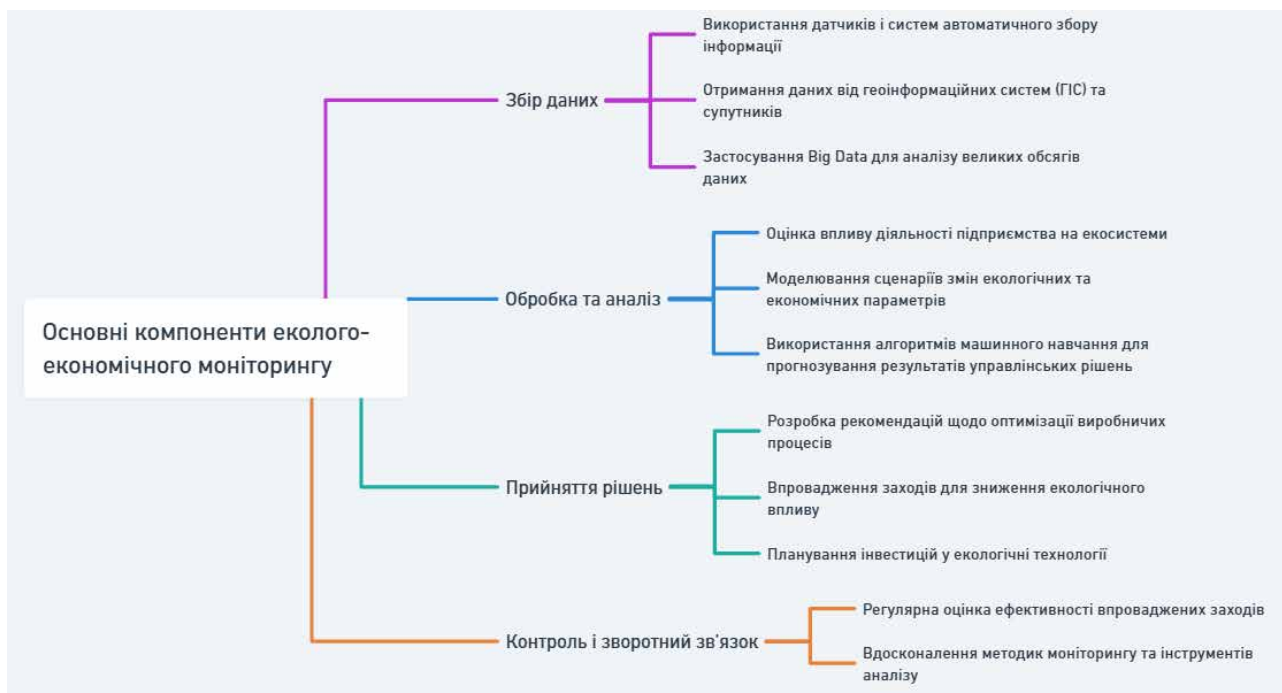 Основні компоненти еколого-
економічного моніторингу
Збір даних
Використання датчиків і систем автоматичного збору
інформації
Отримання даних від геоінформаційних систем (ГІС) та
супутників
Застосування Big Data для аналізу великих обсягів
даних
Обробка та аналіз
Оцінка впливу діяльності підприємства на екосистеми
Моделювання сценаріїв змін екологічних та
економічних параметрів
Використання алгоритмів машинного навчання для
прогнозування результатів управлінських рішень
Прийняття рішень
Розробка рекомендацій щодо оптимізації виробничих
процесів
Впровадження заходів для зниження екологічного
впливу
Планування інвестицій у екологічні технології
Контроль і зворотний зв’язок
Регулярна оцінка ефективності впроваджених заходів
Вдосконалення методик моніторингу та інструментів
аналізу